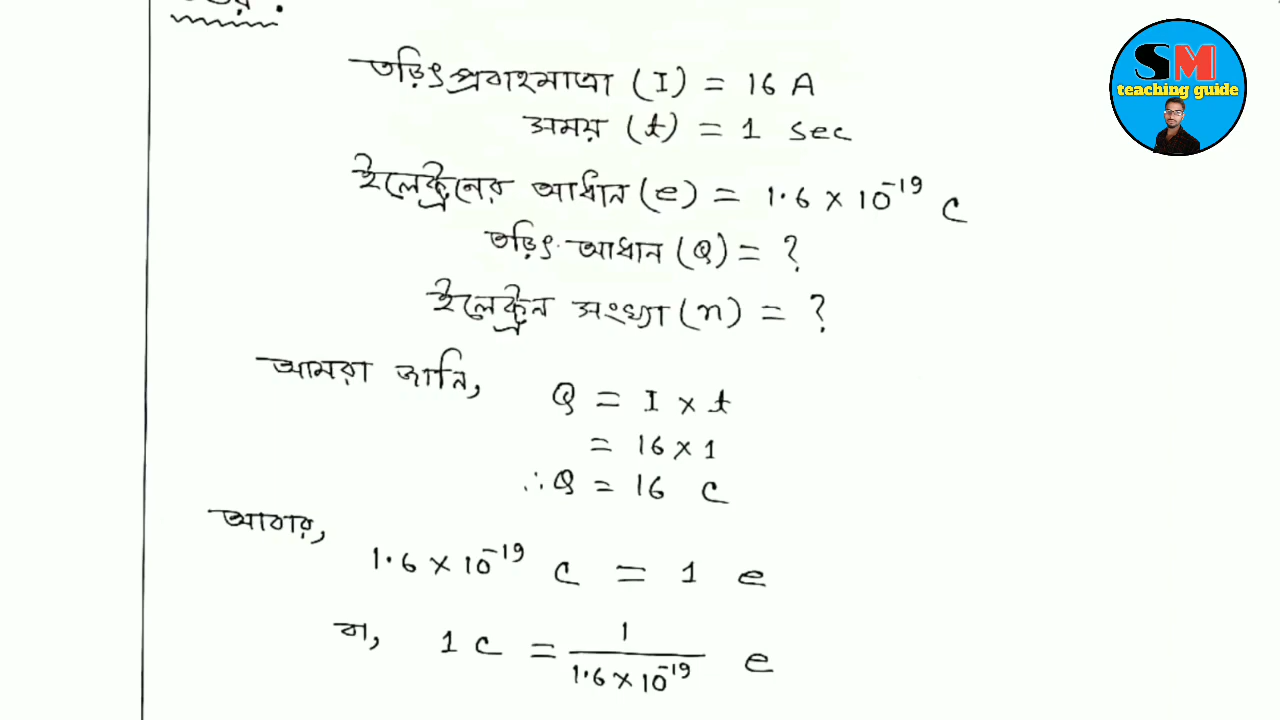 SM
teaching guide
তড়িৎপ্রবাহমাত্রা (I) = 16 A
সময় (t) = 1 sec
ইলেকট্রনের আধান (e) = 1.6 × 10⁻¹⁹ C
তড়িৎ আধান (Q) = ?
ইলেকট্রন সংখ্যা (n) = ?
আমরা জানি, Q = I × t
= 16 × 1
∴ Q = 16 C
আবার,
1.6 × 10⁻¹⁹ C = 1 e
বা, 1 C = 1/(1.6 × 10⁻¹⁹) e